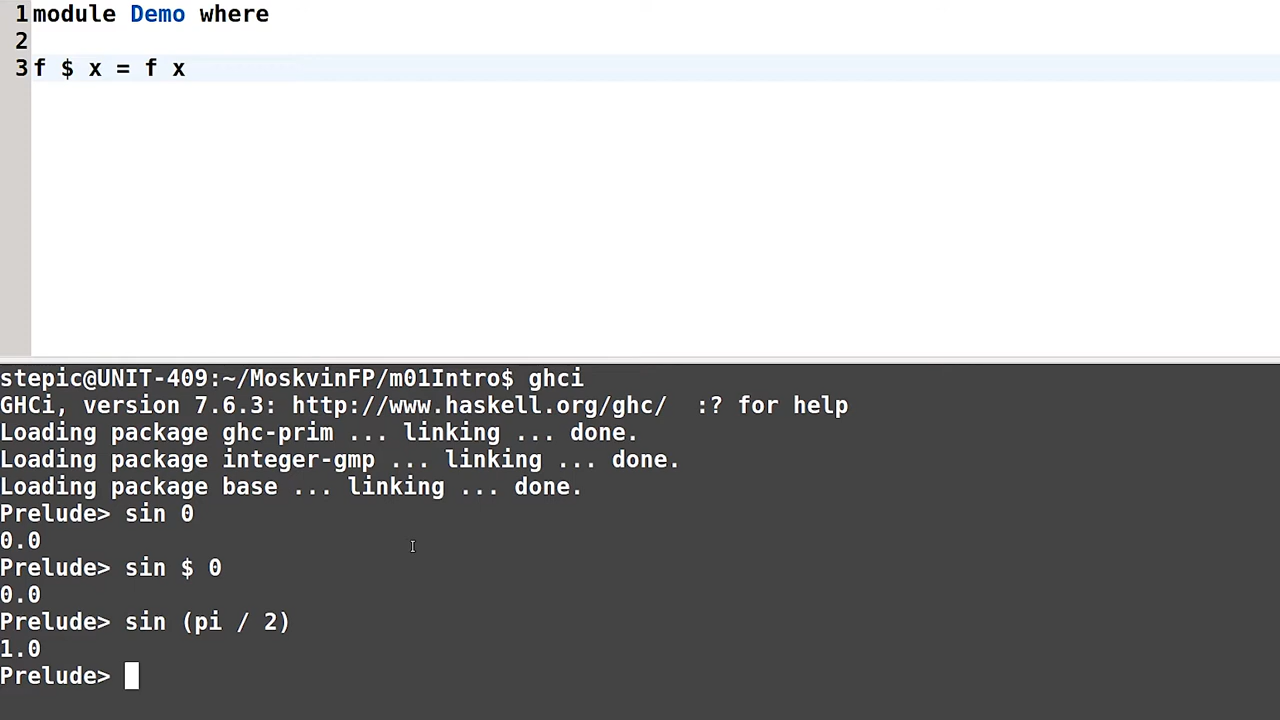 1 module Demo where
2
3 f $ x = f x
stepic@UNIT-409:~/MoskvinFP/m01Intro$ ghci
GHCi, version 7.6.3: http://www.haskell.org/ghc/  :? for help
Loading package ghc-prim ... linking ... done.
Loading package integer-gmp ... linking ... done.
Loading package base ... linking ... done.
Prelude> sin 0
0.0
Prelude> sin $ 0
0.0
Prelude> sin (pi / 2)
1.0
Prelude>